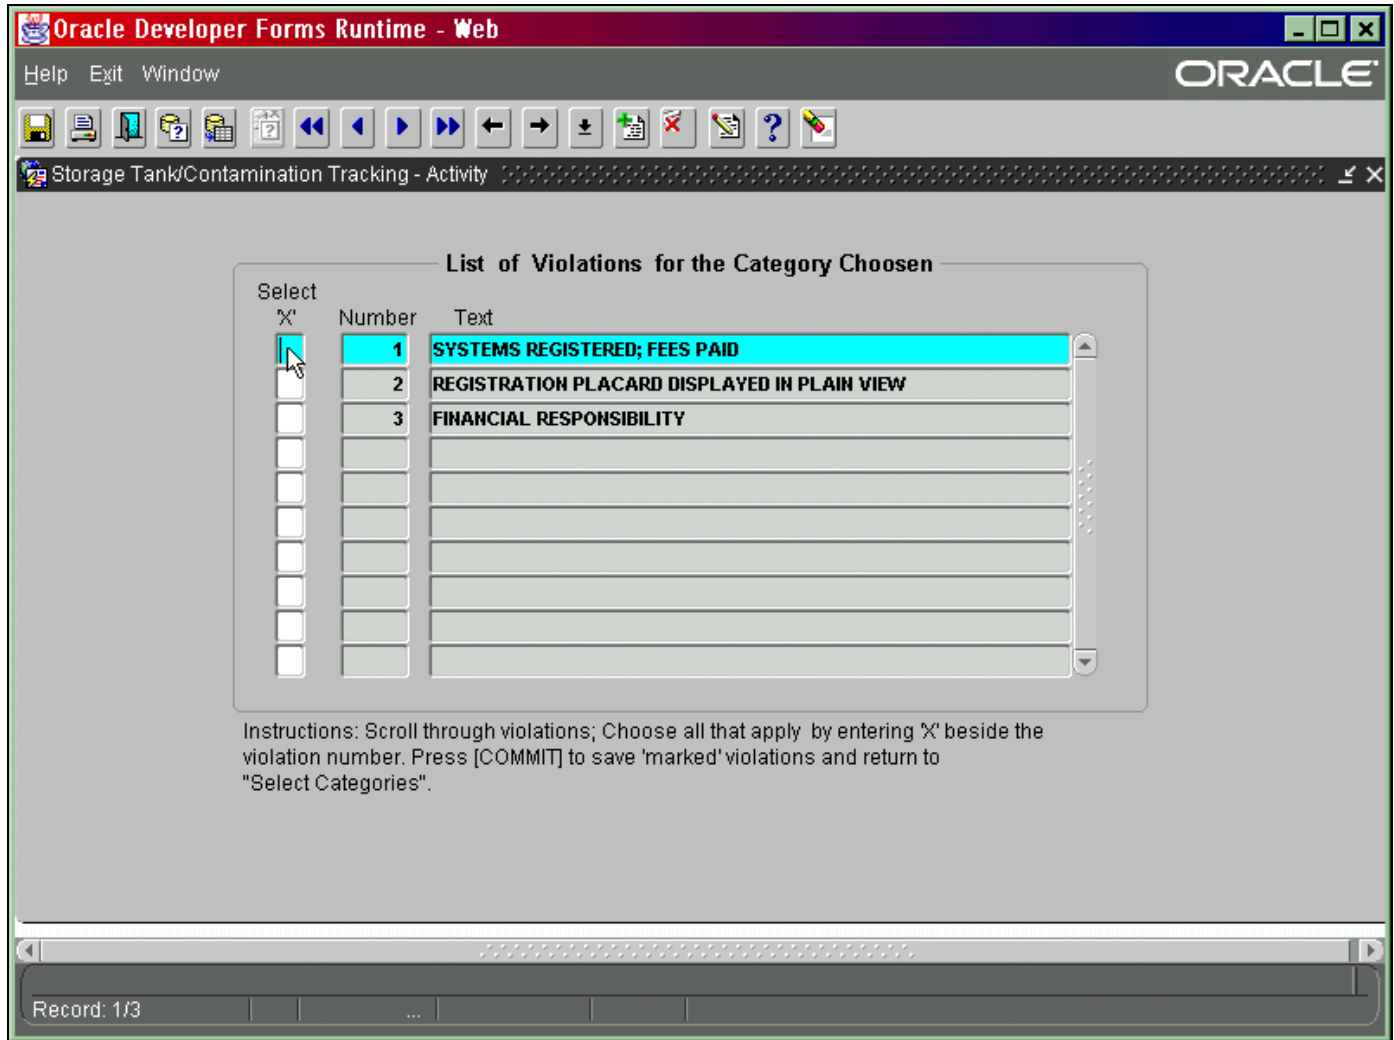 Oracle Developer Forms Runtime - Web
Help Exit Window
ORACLE
Storage Tank/Contamination Tracking - Activity
List of Violations for the Category Choosen
Select
'X' Number Text
1 SYSTEMS REGISTERED; FEES PAID
2 REGISTRATION PLACARD DISPLAYED IN PLAIN VIEW
3 FINANCIAL RESPONSIBILITY
Instructions: Scroll through violations; Choose all that apply by entering 'X' beside the
violation number. Press [COMMIT] to save 'marked' violations and return to
"Select Categories".
Record: 1/3
...